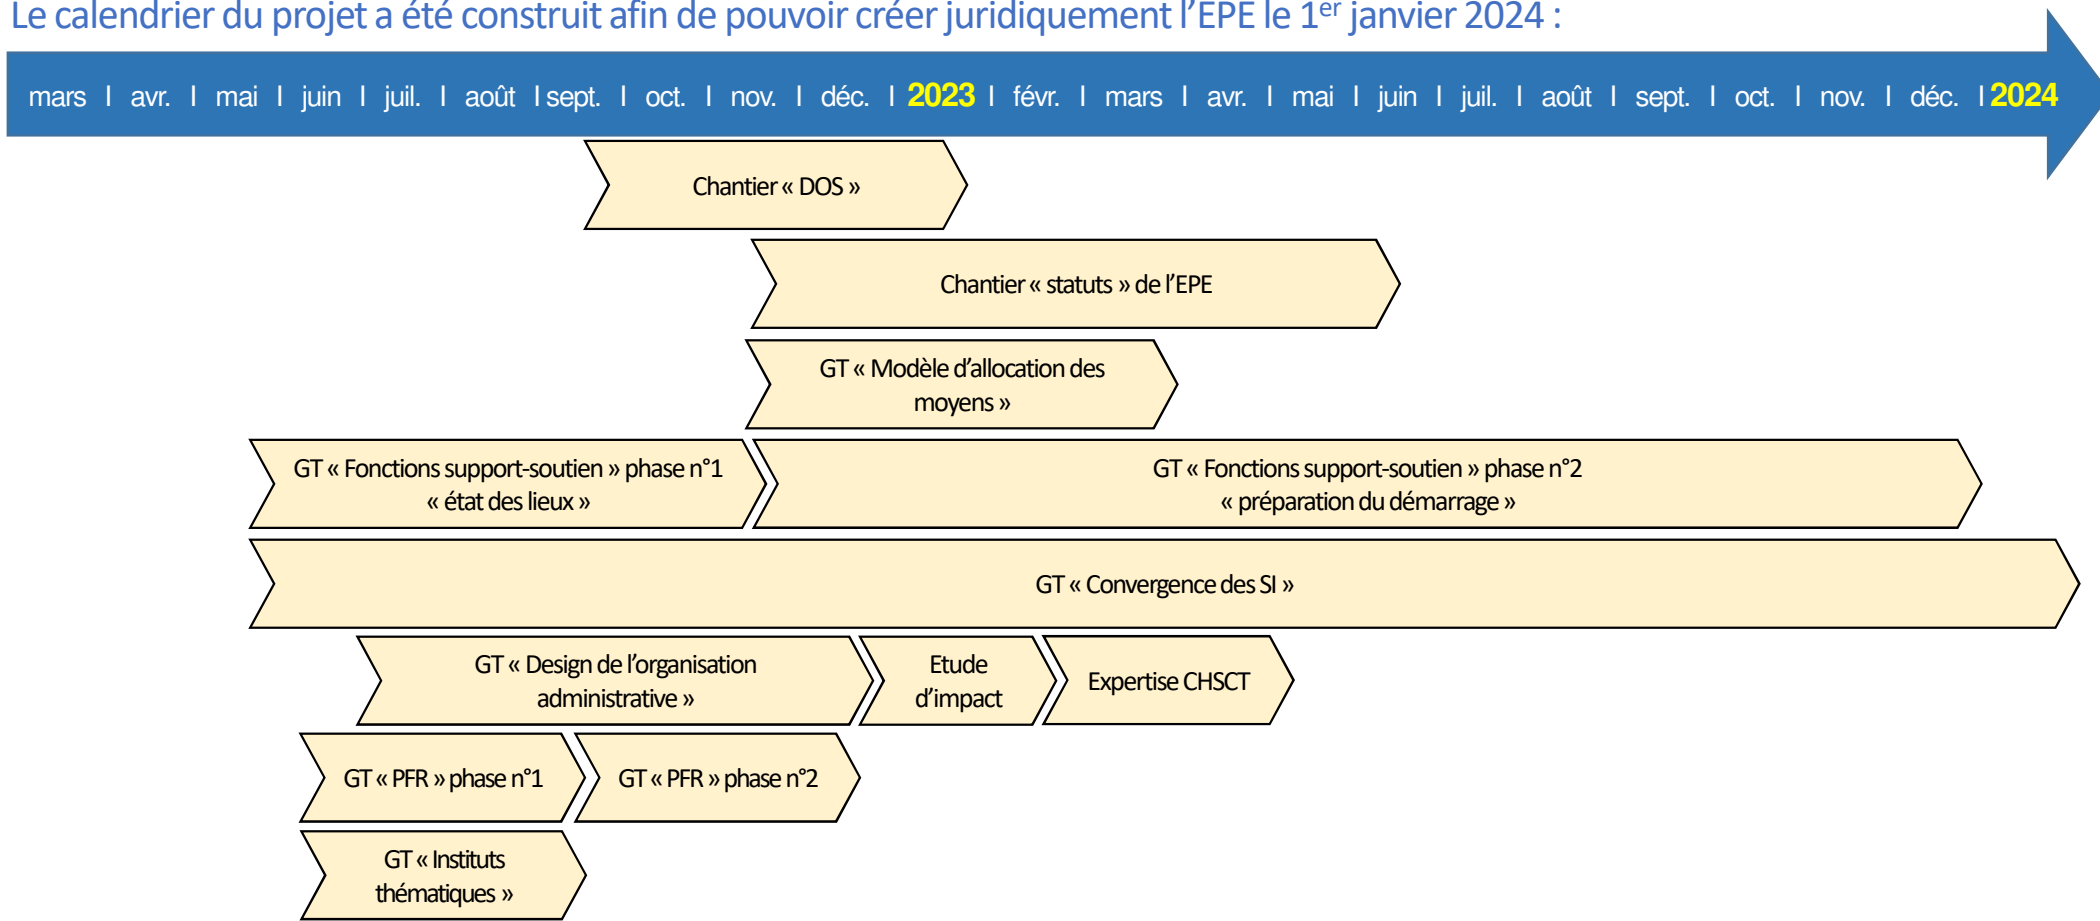 Le calendrier du projet a été construit afin de pouvoir créer juridiquement l’EPE le 1er janvier 2024 :
mars I avr. I mai I juin I juil. I août I sept. I oct. I nov. I déc. I 2023 I févr. I mars I avr. I mai I juin I juil. I août I sept. I oct. I nov. I déc. I 2024
Chantier « DOS »
Chantier « statuts » de l’EPE
GT « Modèle d’allocation des
moyens »
GT « Fonctions support-soutien » phase n°1
« état des lieux »
GT « Fonctions support-soutien » phase n°2
« préparation du démarrage »
GT « Convergence des SI »
GT « Design de l’organisation
administrative »
Etude
d’impact
Expertise CHSCT
GT « PFR » phase n°1
GT « PFR » phase n°2
GT « Instituts
thématiques »